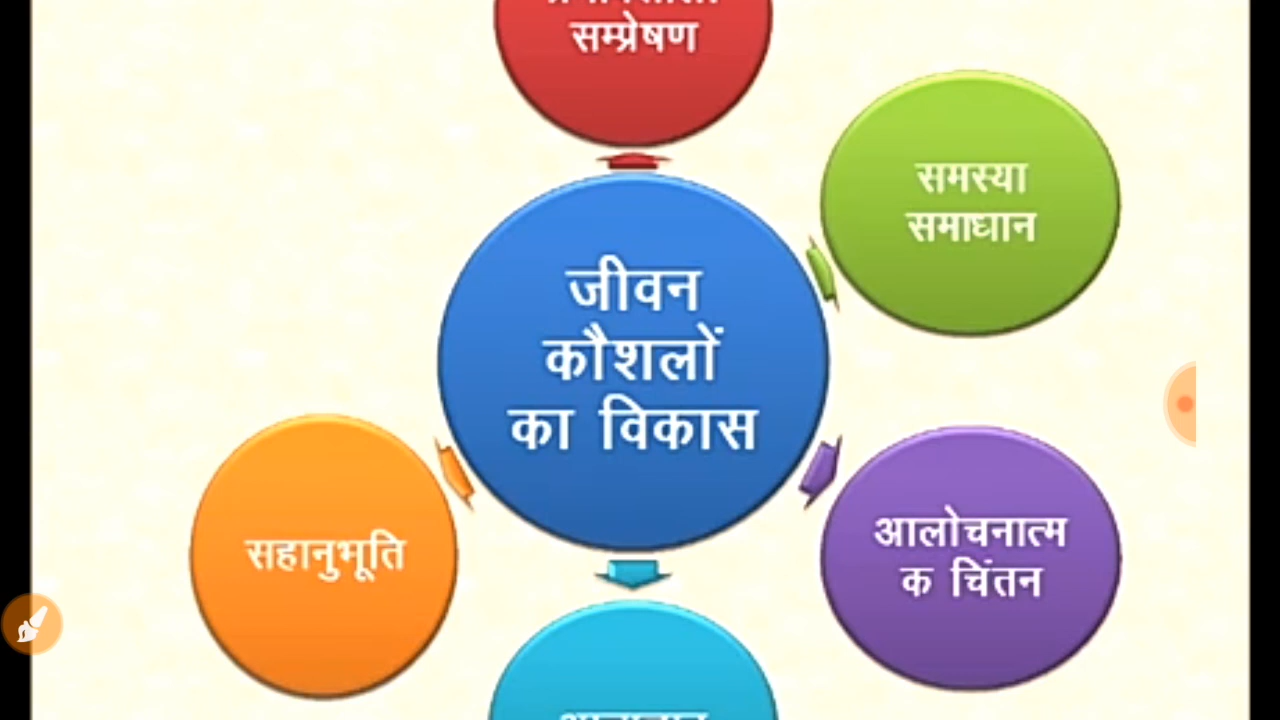 सम्प्रेषण
समस्या
समाधान
जीवन
कौशलों
का विकास
आलोचनात्म
क चिंतन
सहानुभूति